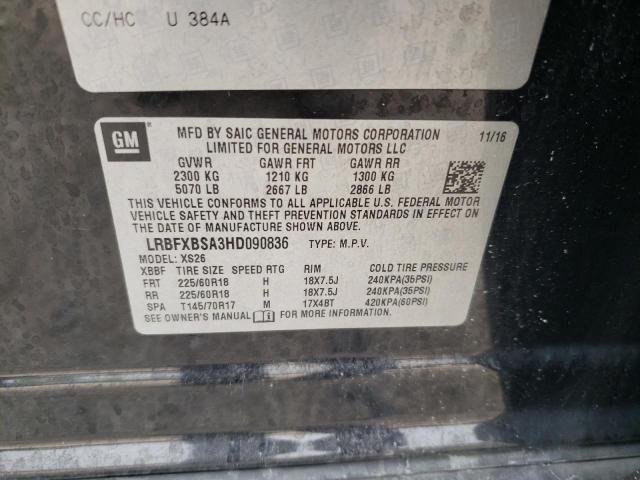 CC/HC U 384A
GM
MFD BY SAIC GENERAL MOTORS CORPORATION 11/16
LIMITED FOR GENERAL MOTORS LLC
GVWR GAWR FRT GAWR RR
2300 KG 1210 KG 1300 KG
5070 LB 2667 LB 2866 LB
THIS VEHICLE CONFORMS TO ALL APPLICABLE U.S. FEDERAL MOTOR
VEHICLE SAFETY AND THEFT PREVENTION STANDARDS IN EFFECT ON
THE DATE OF MANUFACTURE SHOWN ABOVE.
LRBFXBSA3HD090836 TYPE: M.P.V.
MODEL: XS26
XBBF TIRE SIZE SPEED RTG RIM COLD TIRE PRESSURE
FRT 225/60R18 H 18X7.5J 240KPA(35PSI)
RR 225/60R18 H 18X7.5J 240KPA(35PSI)
SPA T145/70R17 M 17X4BT 420KPA(60PSI)
SEE OWNER'S MANUAL FOR MORE INFORMATION.